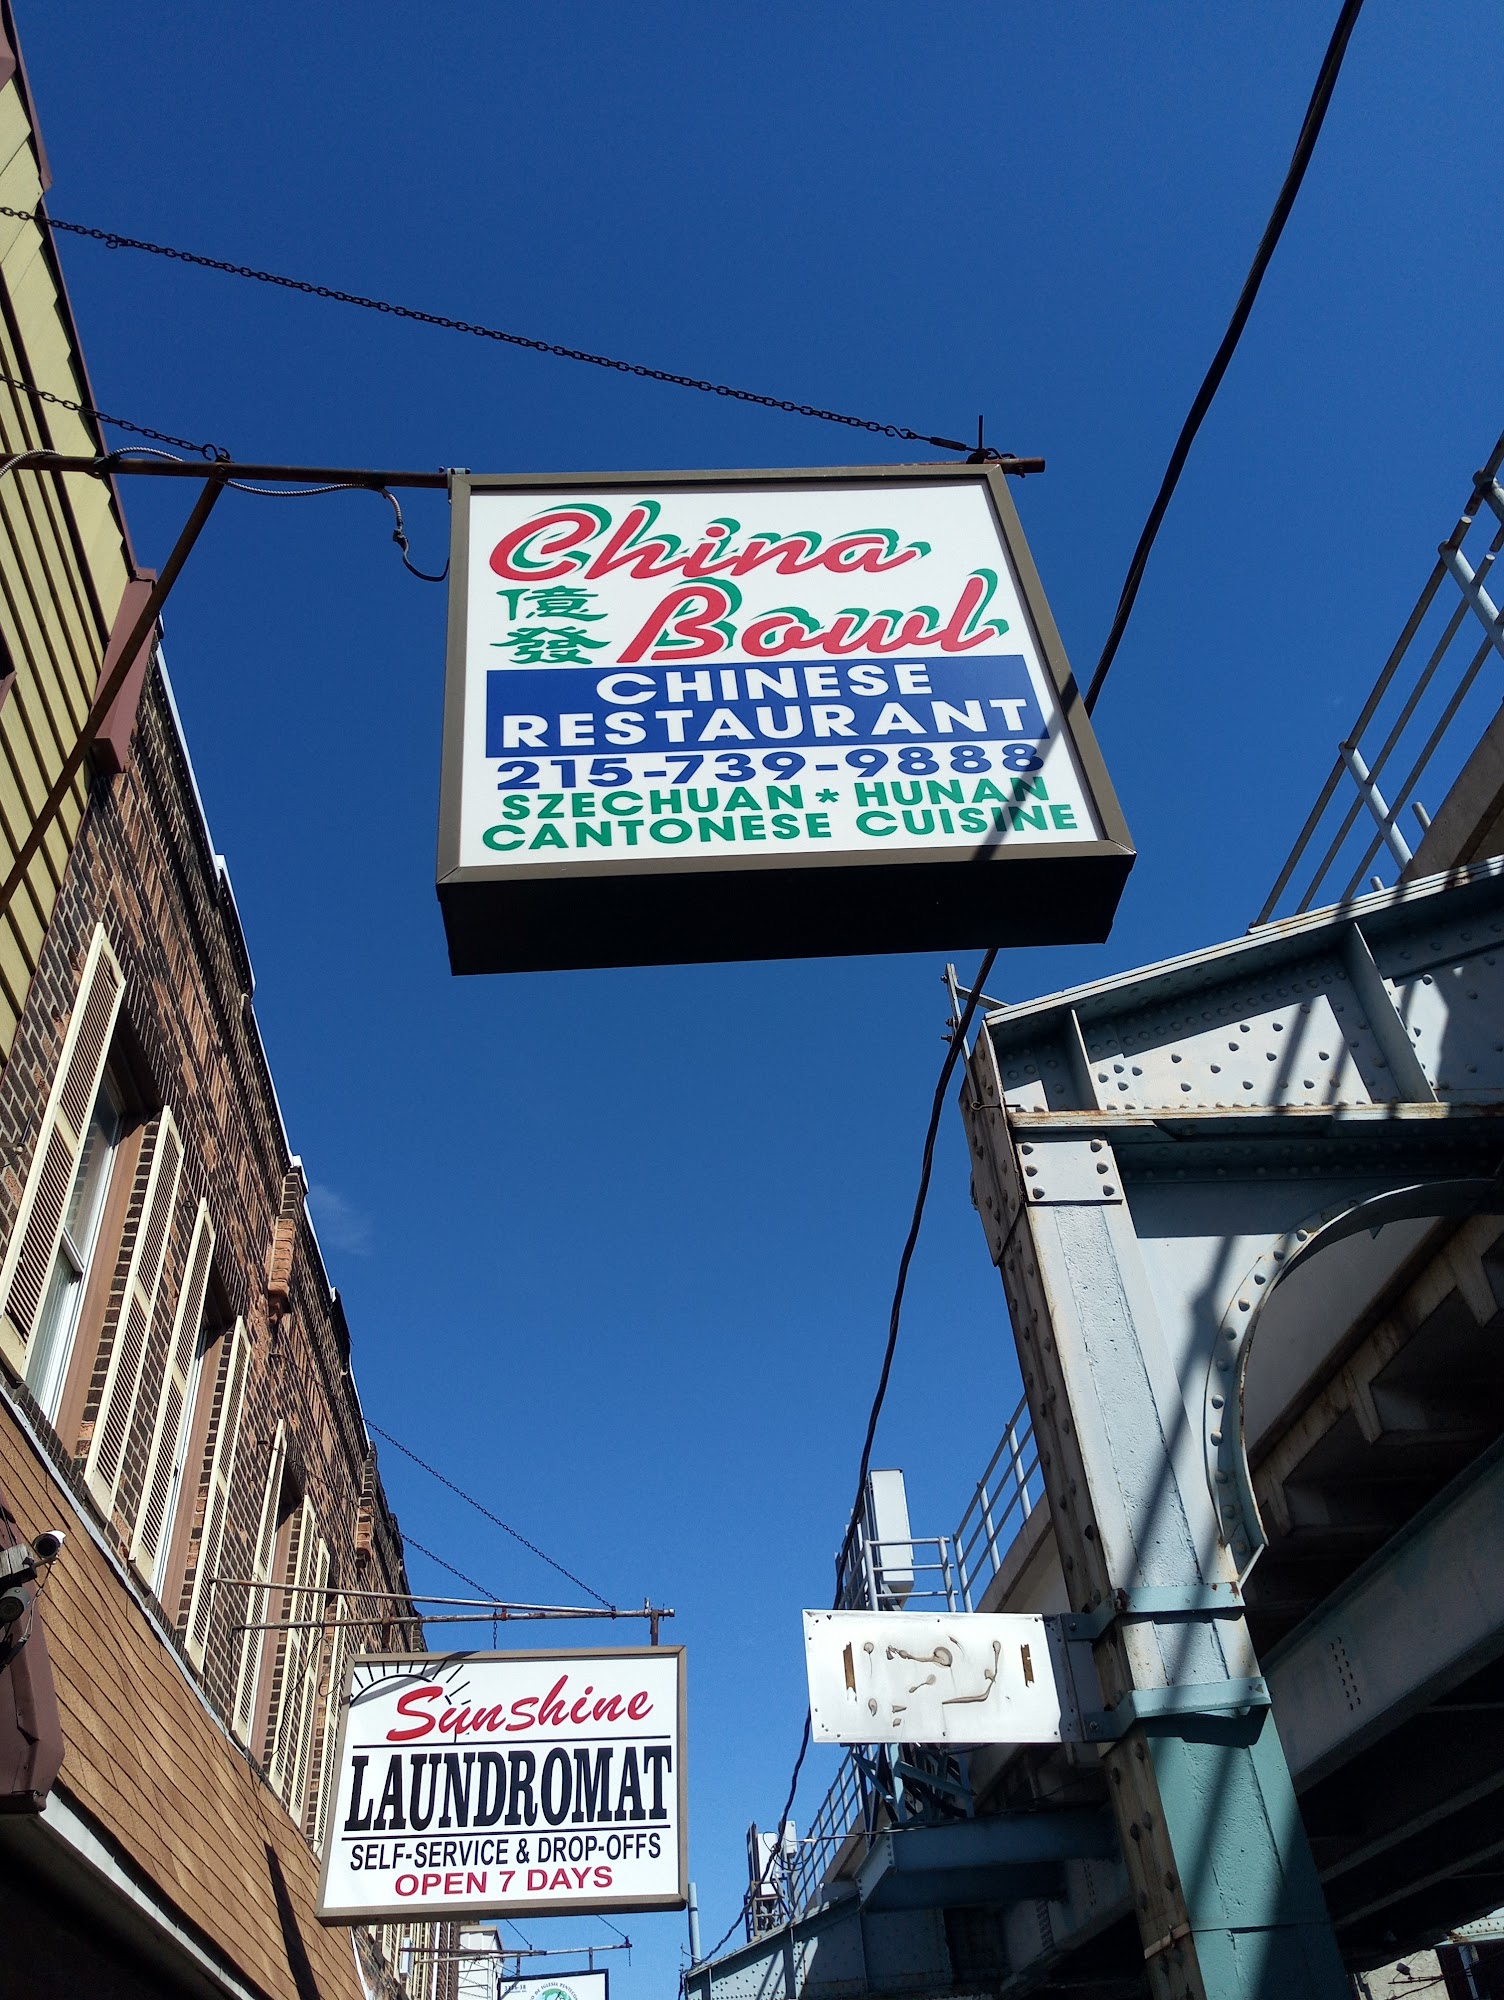 China
億 Bowl
發
CHINESE
RESTAURANT
215-739-9888
SZECHUAN * HUNAN
CANTONESE CUISINE
Sunshine
LAUNDROMAT
SELF-SERVICE & DROP-OFFS
OPEN 7 DAYS